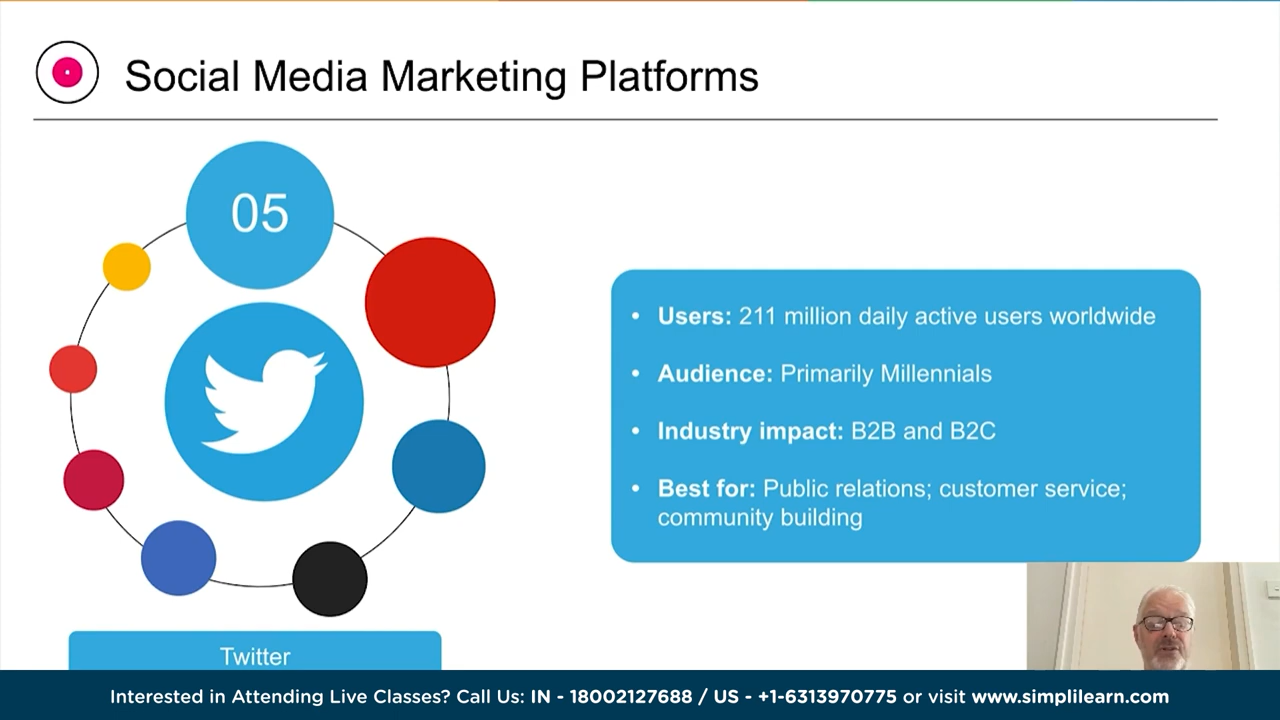 Social Media Marketing Platforms
05
• Users: 211 million daily active users worldwide
• Audience: Primarily Millennials
• Industry impact: B2B and B2C
• Best for: Public relations; customer service;
community building
Twitter
Interested in Attending Live Classes? Call Us: IN - 18002127688 / US - +1-6313970775 or visit www.simplilearn.com